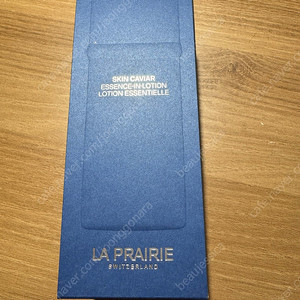 SKIN CAVIAR
ESSENCE-IN-LOTION
LOTION ESSENTIELLE
LA PRAIRIE
SWITZERLAND